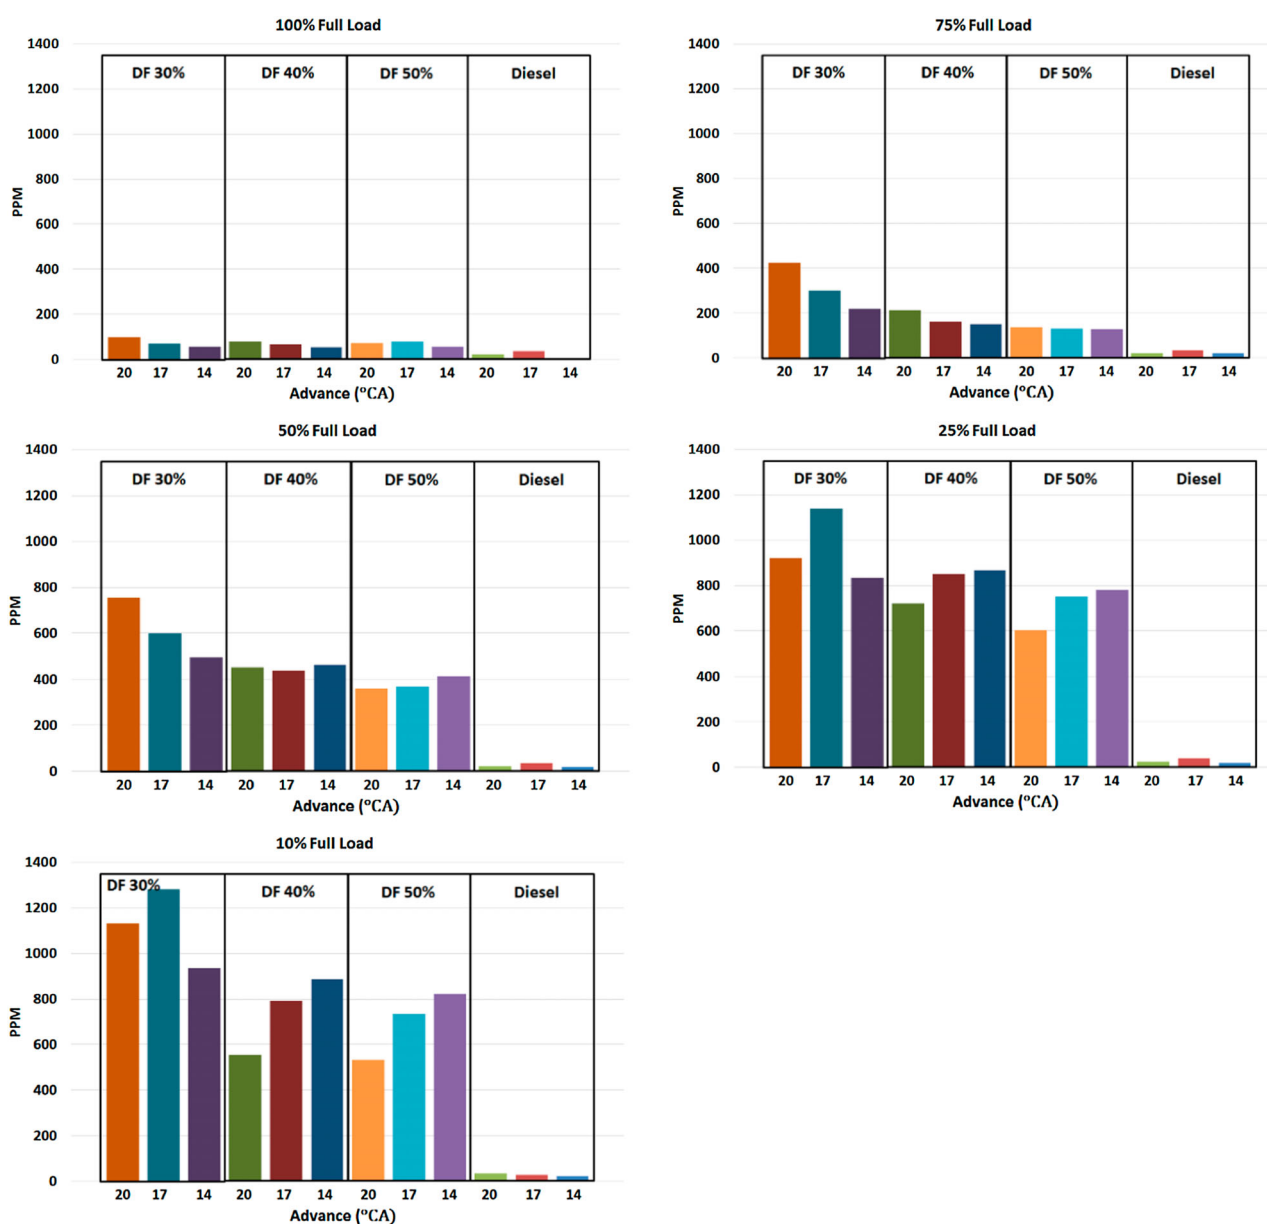 100% Full Load
1400
1200
1000
800
600
400
200
0
PPM
DF 30% DF 40% DF 50% Diesel
20 17 14 20 17 14 20 17 14 20 17 14
Advance (°CA)
75% Full Load
1400
1200
1000
800
600
400
200
0
PPM
DF 30% DF 40% DF 50% Diesel
20 17 14 20 17 14 20 17 14 20 17 14
Advance (°CA)
50% Full Load
1400
1200
1000
800
600
400
200
0
PPM
DF 30% DF 40% DF 50% Diesel
20 17 14 20 17 14 20 17 14 20 17 14
Advance (°CA)
25% Full Load
1400
1200
1000
800
600
400
200
0
PPM
DF 30% DF 40% DF 50% Diesel
20 17 14 20 17 14 20 17 14 20 17 14
Advance (°CA)
10% Full Load
1400
1200
1000
800
600
400
200
0
PPM
DF 30% DF 40% DF 50% Diesel
20 17 14 20 17 14 20 17 14 20 17 14
Advance (°CA)